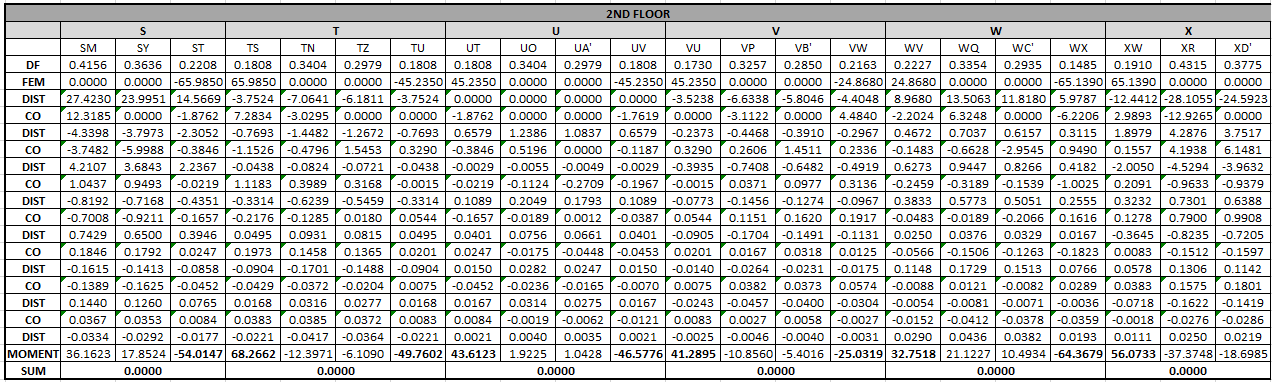 2ND FLOOR
S T U V W X
SM SY ST TS TN TZ TU UT UO UA' UV VU VP VB' VW WV WQ WC' WX XW XR XD'
DF 0.4156 0.3636 0.2208 0.1808 0.3404 0.2979 0.1808 0.1808 0.3404 0.2979 0.1808 0.1730 0.3257 0.2850 0.2163 0.2227 0.3354 0.2935 0.1485 0.1910 0.4315 0.3775
FEM 0.0000 0.0000 -65.9850 65.9850 0.0000 0.0000 -45.2350 45.2350 0.0000 0.0000 -45.2350 45.2350 0.0000 0.0000 -24.8680 24.8680 0.0000 0.0000 -65.1390 65.1390 0.0000 0.0000
DIST 27.4230 23.9951 14.5669 -3.7524 -7.0641 -6.1811 -3.7524 0.0000 0.0000 0.0000 0.0000 -3.5238 -6.6338 -5.8046 -4.4048 8.9680 13.5063 11.8180 5.9787 -12.4412 -28.1055 -24.5923
CO 12.3185 0.0000 -1.8762 7.2834 -3.0295 0.0000 0.0000 -1.8762 0.0000 0.0000 -1.7619 0.0000 -3.1122 0.0000 4.4840 -2.2024 6.3248 0.0000 -6.2206 2.9893 -12.9265 0.0000
DIST -4.3398 -3.7973 -2.3052 -0.7693 -1.4482 -1.2672 -0.7693 0.6579 1.2386 1.0837 0.6579 -0.2373 -0.4468 -0.3910 -0.2967 0.4672 0.7037 0.6157 0.3115 1.8979 4.2876 3.7517
CO -3.7482 -5.9988 -0.3846 -1.1526 -0.4796 1.5453 0.3290 -0.3846 0.5196 0.0000 -0.1187 0.3290 0.2606 1.4511 0.2336 -0.1483 -0.6628 -2.9545 0.9490 0.1557 4.1938 6.1481
DIST 4.2107 3.6843 2.2367 -0.0438 -0.0824 -0.0721 -0.0438 -0.0029 -0.0055 -0.0049 -0.0029 -0.3935 -0.7408 -0.6482 -0.4919 0.6273 0.9447 0.8266 0.4182 -2.0050 -4.5294 -3.9632
CO 1.0437 0.9493 -0.0219 1.1183 0.3989 0.3168 -0.0015 -0.0219 -0.1124 -0.2709 -0.1967 -0.0015 0.0371 0.0977 0.3136 -0.2459 -0.3189 -0.1539 -1.0025 0.2091 -0.9633 -0.9379
DIST -0.8192 -0.7168 -0.4351 -0.3314 -0.6239 -0.5459 -0.3314 0.1089 0.2049 0.1793 0.1089 -0.0773 -0.1456 -0.1274 -0.0967 0.3833 0.5773 0.5051 0.2555 0.3232 0.7301 0.6388
CO -0.7008 -0.9211 -0.1657 -0.2176 -0.1285 0.0180 0.0544 -0.1657 -0.0189 0.0012 -0.0387 0.0544 0.1151 0.1620 0.1917 -0.0483 -0.0189 -0.2066 0.1616 0.1278 0.7900 0.9908
DIST 0.7429 0.6500 0.3946 0.0495 0.0931 0.0815 0.0495 0.0401 0.0756 0.0661 0.0401 -0.0905 -0.1704 -0.1491 -0.1131 0.0250 0.0376 0.0329 0.0167 -0.3645 -0.8235 -0.7205
CO 0.1846 0.1792 0.0247 0.1973 0.1458 0.1365 0.0201 0.0247 -0.0175 -0.0448 -0.0453 0.0201 0.0167 0.0318 0.0125 -0.0566 -0.1506 -0.1263 -0.1823 0.0083 -0.1512 -0.1597
DIST -0.1615 -0.1413 -0.0858 -0.0904 -0.1701 -0.1488 -0.0904 0.0150 0.0282 0.0247 0.0150 -0.0140 -0.0264 -0.0231 -0.0175 0.1148 0.1729 0.1513 0.0766 0.0578 0.1306 0.1142
CO -0.1389 -0.1625 -0.0452 -0.0429 -0.0372 -0.0204 0.0075 -0.0452 -0.0236 -0.0165 -0.0070 0.0075 0.0382 0.0373 0.0574 -0.0088 0.0121 -0.0082 0.0289 0.0383 0.1575 0.1801
DIST 0.1440 0.1260 0.0765 0.0168 0.0316 0.0277 0.0168 0.0167 0.0314 0.0275 0.0167 -0.0243 -0.0457 -0.0400 -0.0304 -0.0054 -0.0081 -0.0071 -0.0036 -0.0718 -0.1622 -0.1419
CO 0.0367 0.0353 0.0084 0.0383 0.0385 0.0372 0.0083 0.0084 -0.0019 -0.0062 -0.0121 0.0083 0.0027 0.0058 -0.0027 -0.0152 -0.0412 -0.0378 -0.0359 -0.0018 -0.0276 -0.0286
DIST -0.0334 -0.0292 -0.0177 -0.0221 -0.0417 -0.0364 -0.0221 0.0021 0.0040 0.0035 0.0021 -0.0025 -0.0046 -0.0040 -0.0031 0.0290 0.0436 0.0382 0.0193 0.0111 0.0250 0.0219
MOMENT 36.1623 17.8524 -54.0147 68.2662 -12.3971 -6.1090 -49.7602 43.6123 1.9225 1.0428 -46.5776 41.2895 -10.8560 -5.4016 -25.0319 32.7518 21.1227 10.4934 -64.3679 56.0733 -37.3748 -18.6985
SUM 0.0000 0.0000 0.0000 0.0000 0.0000 0.0000